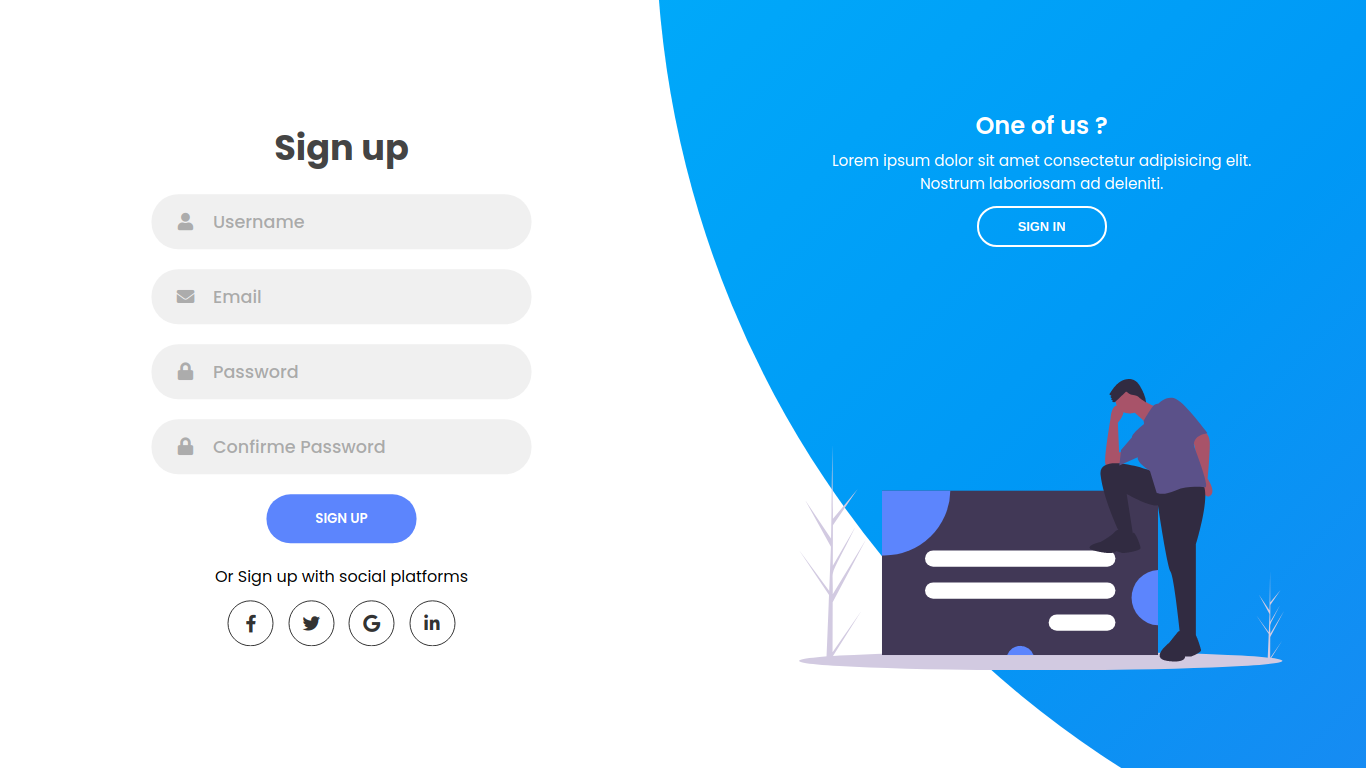 Sign up
Username
Email
Password
Confirme Password
SIGN UP
Or Sign up with social platforms
One of us ?
Lorem ipsum dolor sit amet consectetur adipisicing elit.
Nostrum laboriosam ad deleniti.
SIGN IN